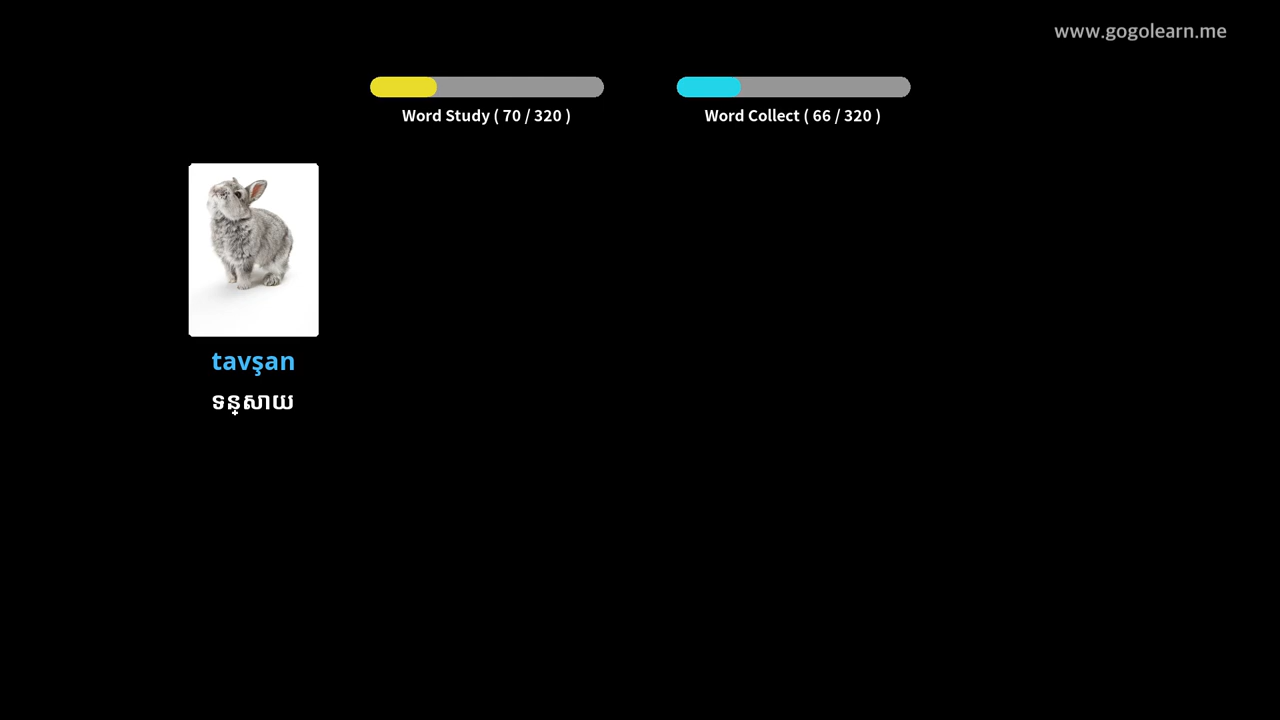 www.gogolearn.me
Word Study ( 70 / 320 )
Word Collect ( 66 / 320 )
tavşan
ទន្សាយ